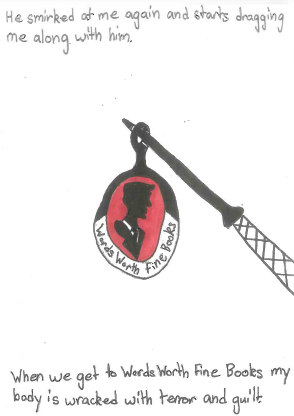 He smirked at me again and starts dragging
me along with him.
Words Worth Fine Books
When we get to Words Worth Fine Books my
body is wracked with terror and guilt